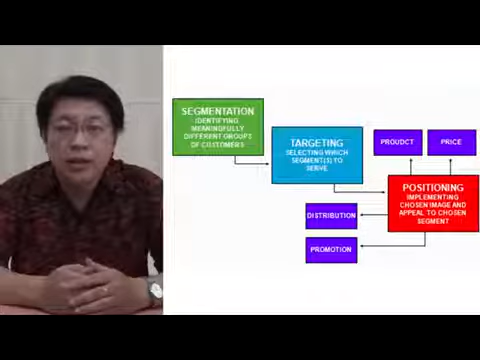 SEGMENTATION
IDENTIFYING
MEANINGFULLY
DIFFERENT GROUPS
OF CUSTOMERS
TARGETING
SELECTING WHICH
SEGMENT(S) TO
SERVE
PROUDCT
PRICE
POSITIONING
IMPLEMENTING
CHOSEN IMAGE AND
APPEAL TO CHOSEN
SEGMENT
DISTRIBUTION
PROMOTION